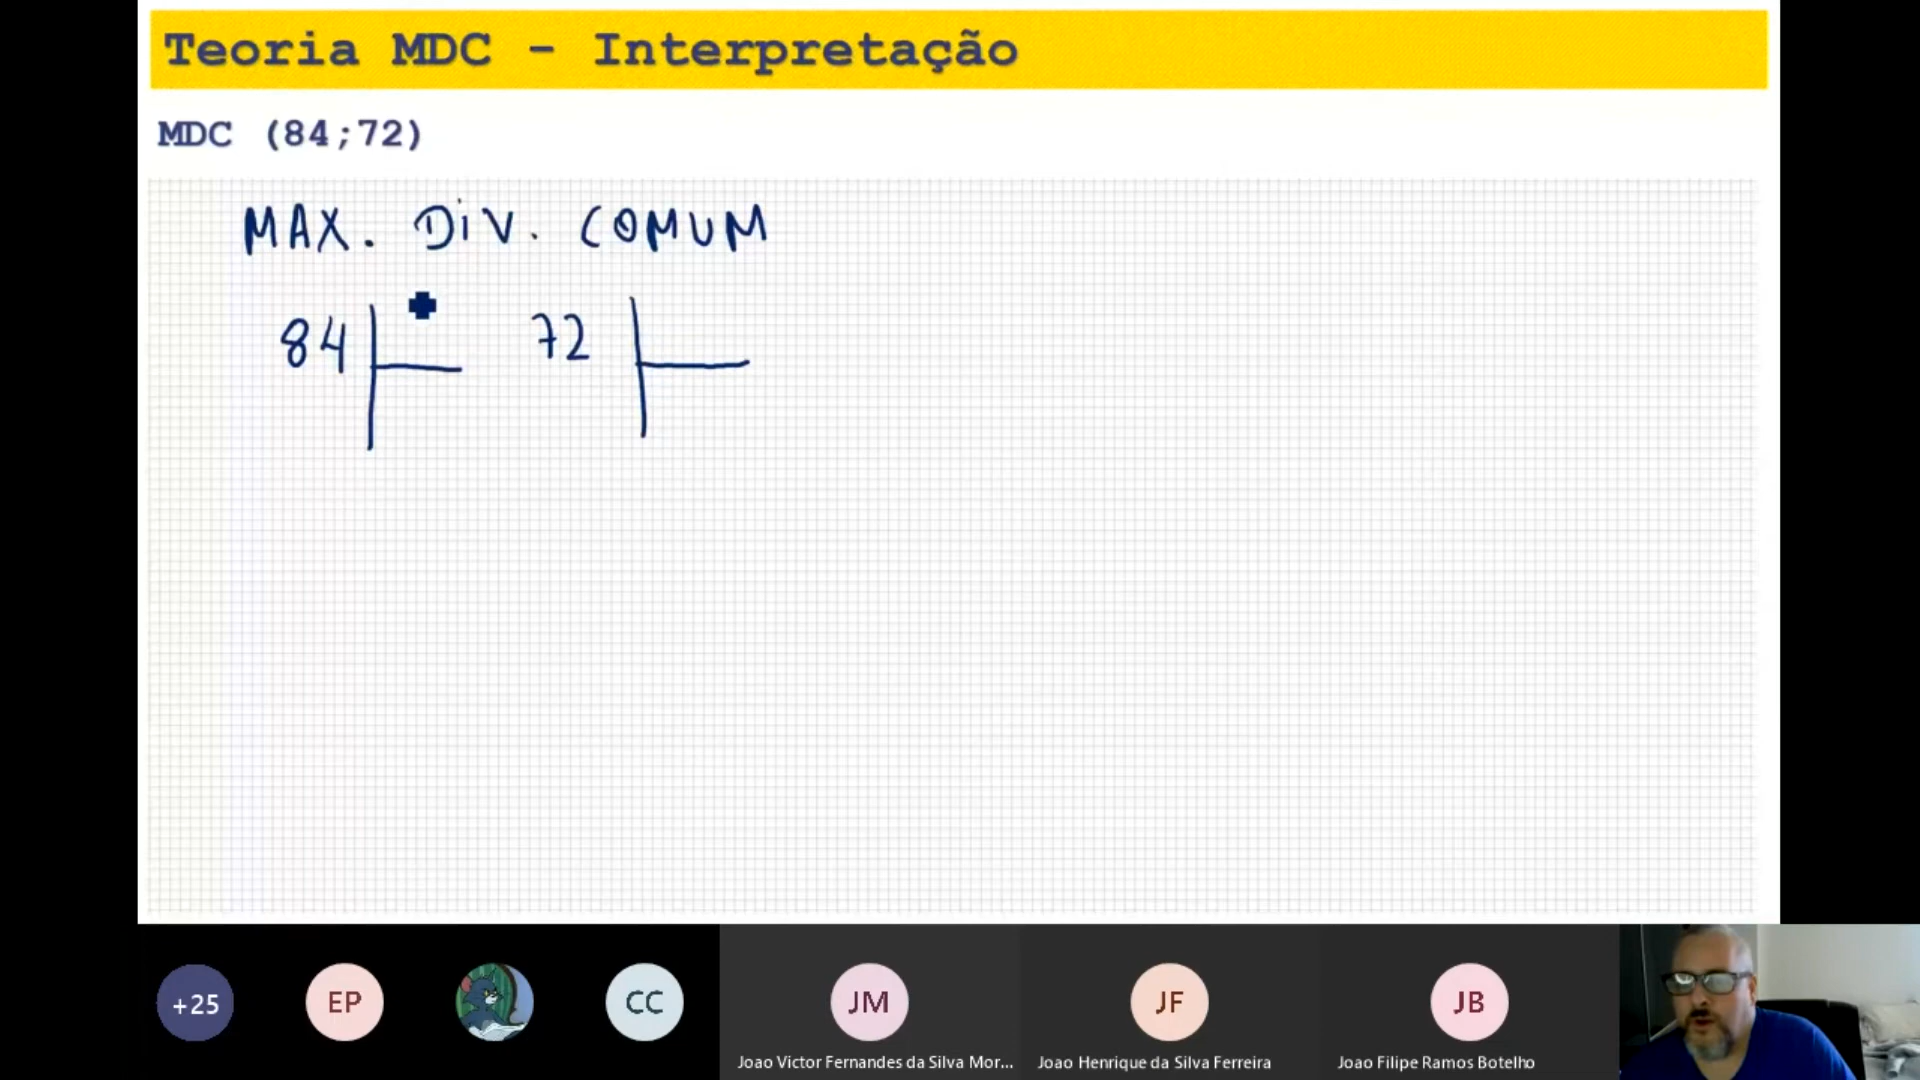 Teoria MDC - Interpretação
MDC (84;72)
MAX. DIV. COMUM
84 72
+25 EP CC JM JF JB
Joao Victor Fernandes da Silva Mor... Joao Henrique da Silva Ferreira Joao Filipe Ramos Botelho